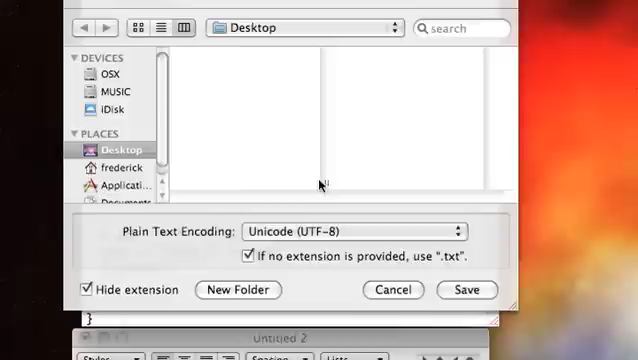 Desktop
search
DEVICES
OSX
MUSIC
iDisk
PLACES
Desktop
frederick
Applicati...
Documents
Plain Text Encoding: Unicode (UTF-8)
If no extension is provided, use ".txt".
Hide extension
New Folder
Cancel
Save
}
Untitled 2
Styles
Spacing
Lists